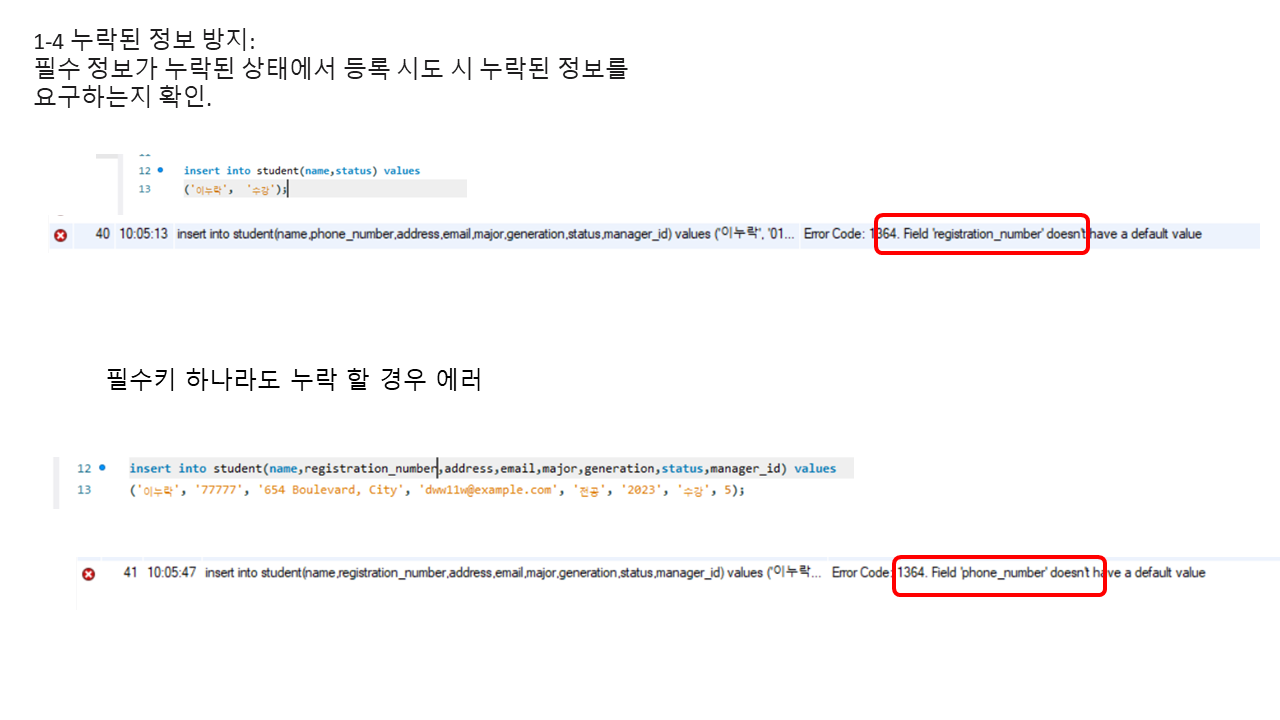 1-4 누락된 정보 방지:
필수 정보가 누락된 상태에서 등록 시도 시 누락된 정보를
요구하는지 확인.
12 insert into student(name,status) values
13 ('이누락', '수강');
40 10:05:13 insert into student(name,phone_number,address,email,major,generation,status,manager_id) values ('이누락', '01... Error Code: 1364. Field 'registration_number' doesn't have a default value
필수키 하나라도 누락 할 경우 에러
12 insert into student(name,registration_number,address,email,major,generation,status,manager_id) values
13 ('이누락', '77777', '654 Boulevard, City', 'dww11w@example.com', '전공', '2023', '수강', 5);
41 10:05:47 insert into student(name,registration_number,address,email,major,generation,status,manager_id) values ('이누락... Error Code: 1364. Field 'phone_number' doesn't have a default value